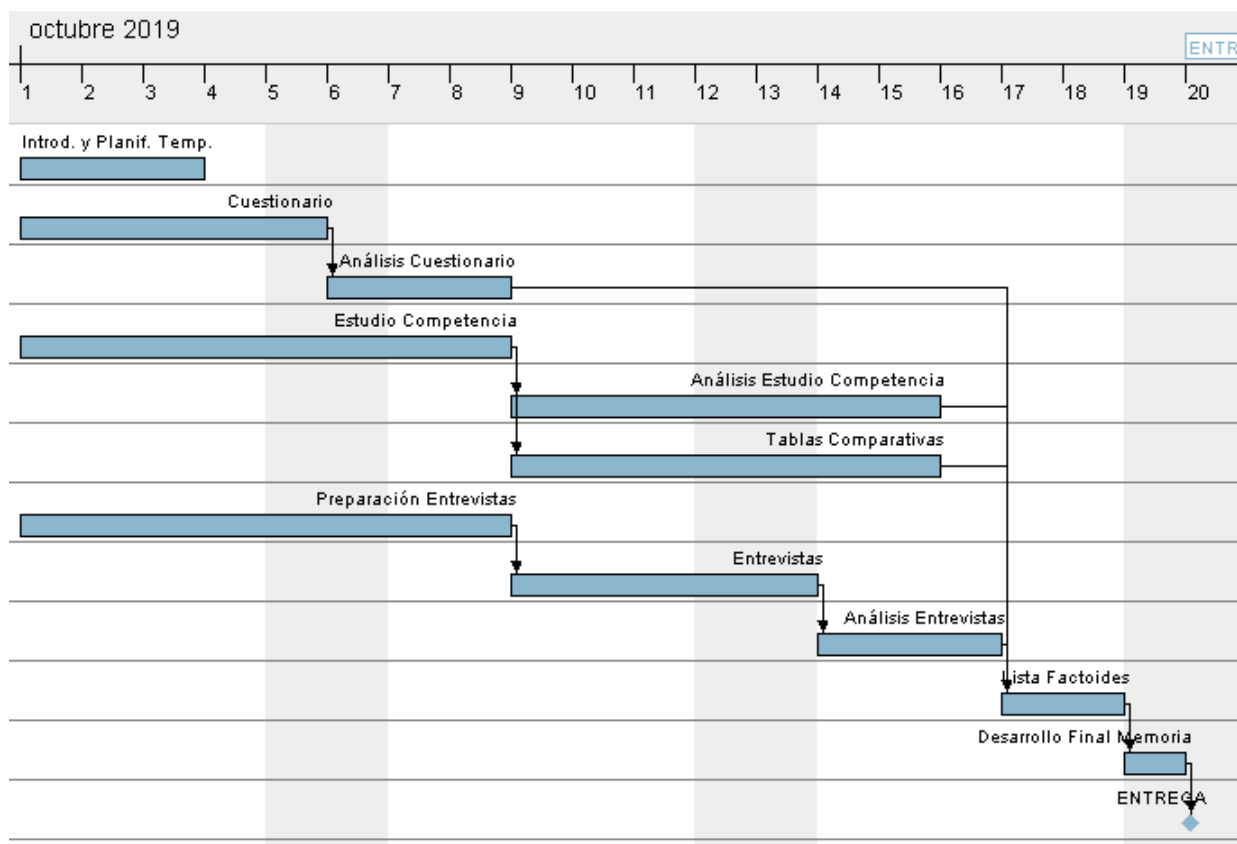 octubre 2019
ENTR
1 2 3 4 5 6 7 8 9 10 11 12 13 14 15 16 17 18 19 20
Introd. y Planif. Temp.
Cuestionario
Análisis Cuestionario
Estudio Competencia
Análisis Estudio Competencia
Tablas Comparativas
Preparación Entrevistas
Entrevistas
Análisis Entrevistas
Lista Factoides
Desarrollo Final Memoria
ENTREGA